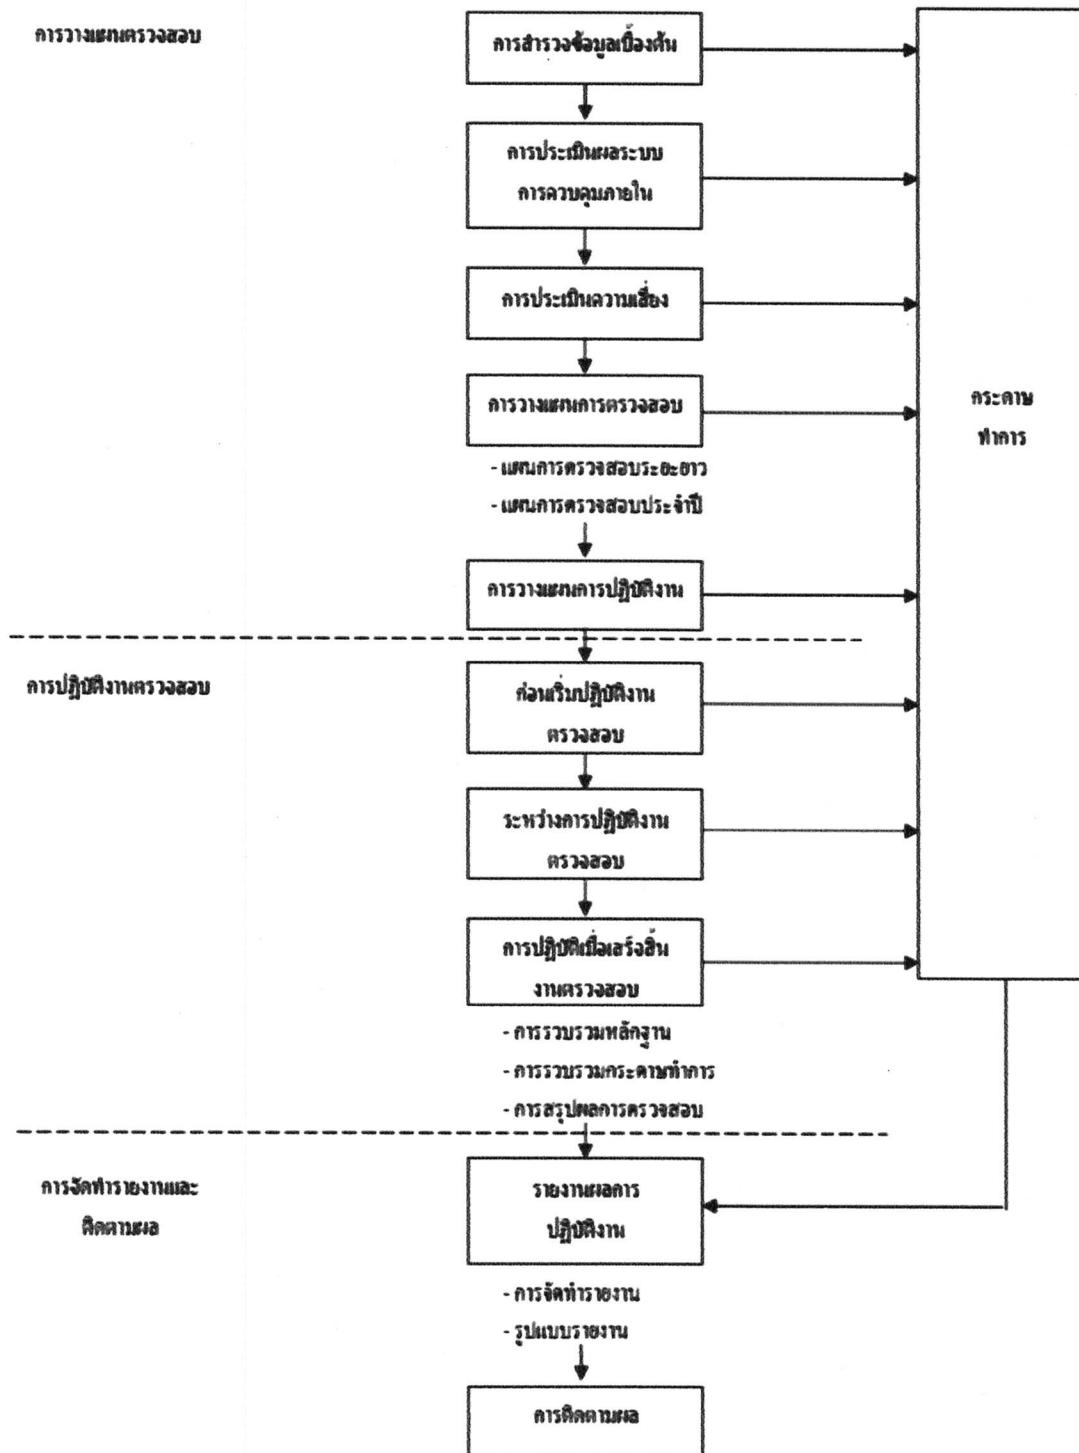 การวางแผนตรวจสอบ
การสำรวจข้อมูลเบื้องต้น
การประเมินผลระบบ
การควบคุมภายใน
การประเมินความเสี่ยง
การวางแผนการตรวจสอบ
- แผนการตรวจสอบระยะยาว
- แผนการตรวจสอบประจำปี
การวางแผนการปฏิบัติงาน
กระดาษ
ทำการ
การปฏิบัติงานตรวจสอบ
ก่อนเริ่มปฏิบัติงาน
ตรวจสอบ
ระหว่างการปฏิบัติงาน
ตรวจสอบ
การปฏิบัติเมื่อเสร็จสิ้น
งานตรวจสอบ
- การรวบรวมหลักฐาน
- การรวบรวมกระดาษทำการ
- การสรุปผลการตรวจสอบ
การจัดทำรายงานและ
ติดตามผล
รายงานผลการ
ปฏิบัติงาน
- การจัดทำรายงาน
- รูปแบบรายงาน
การติดตามผล